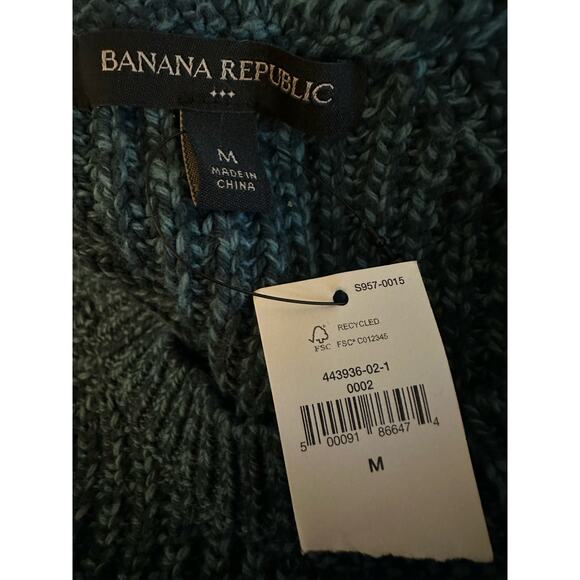 BANANA REPUBLIC
M
MADE IN
CHINA
S957-0015
FSC
RECYCLED
FSC® C012345
443936-02-1
0002
5 00091 86647 4
M